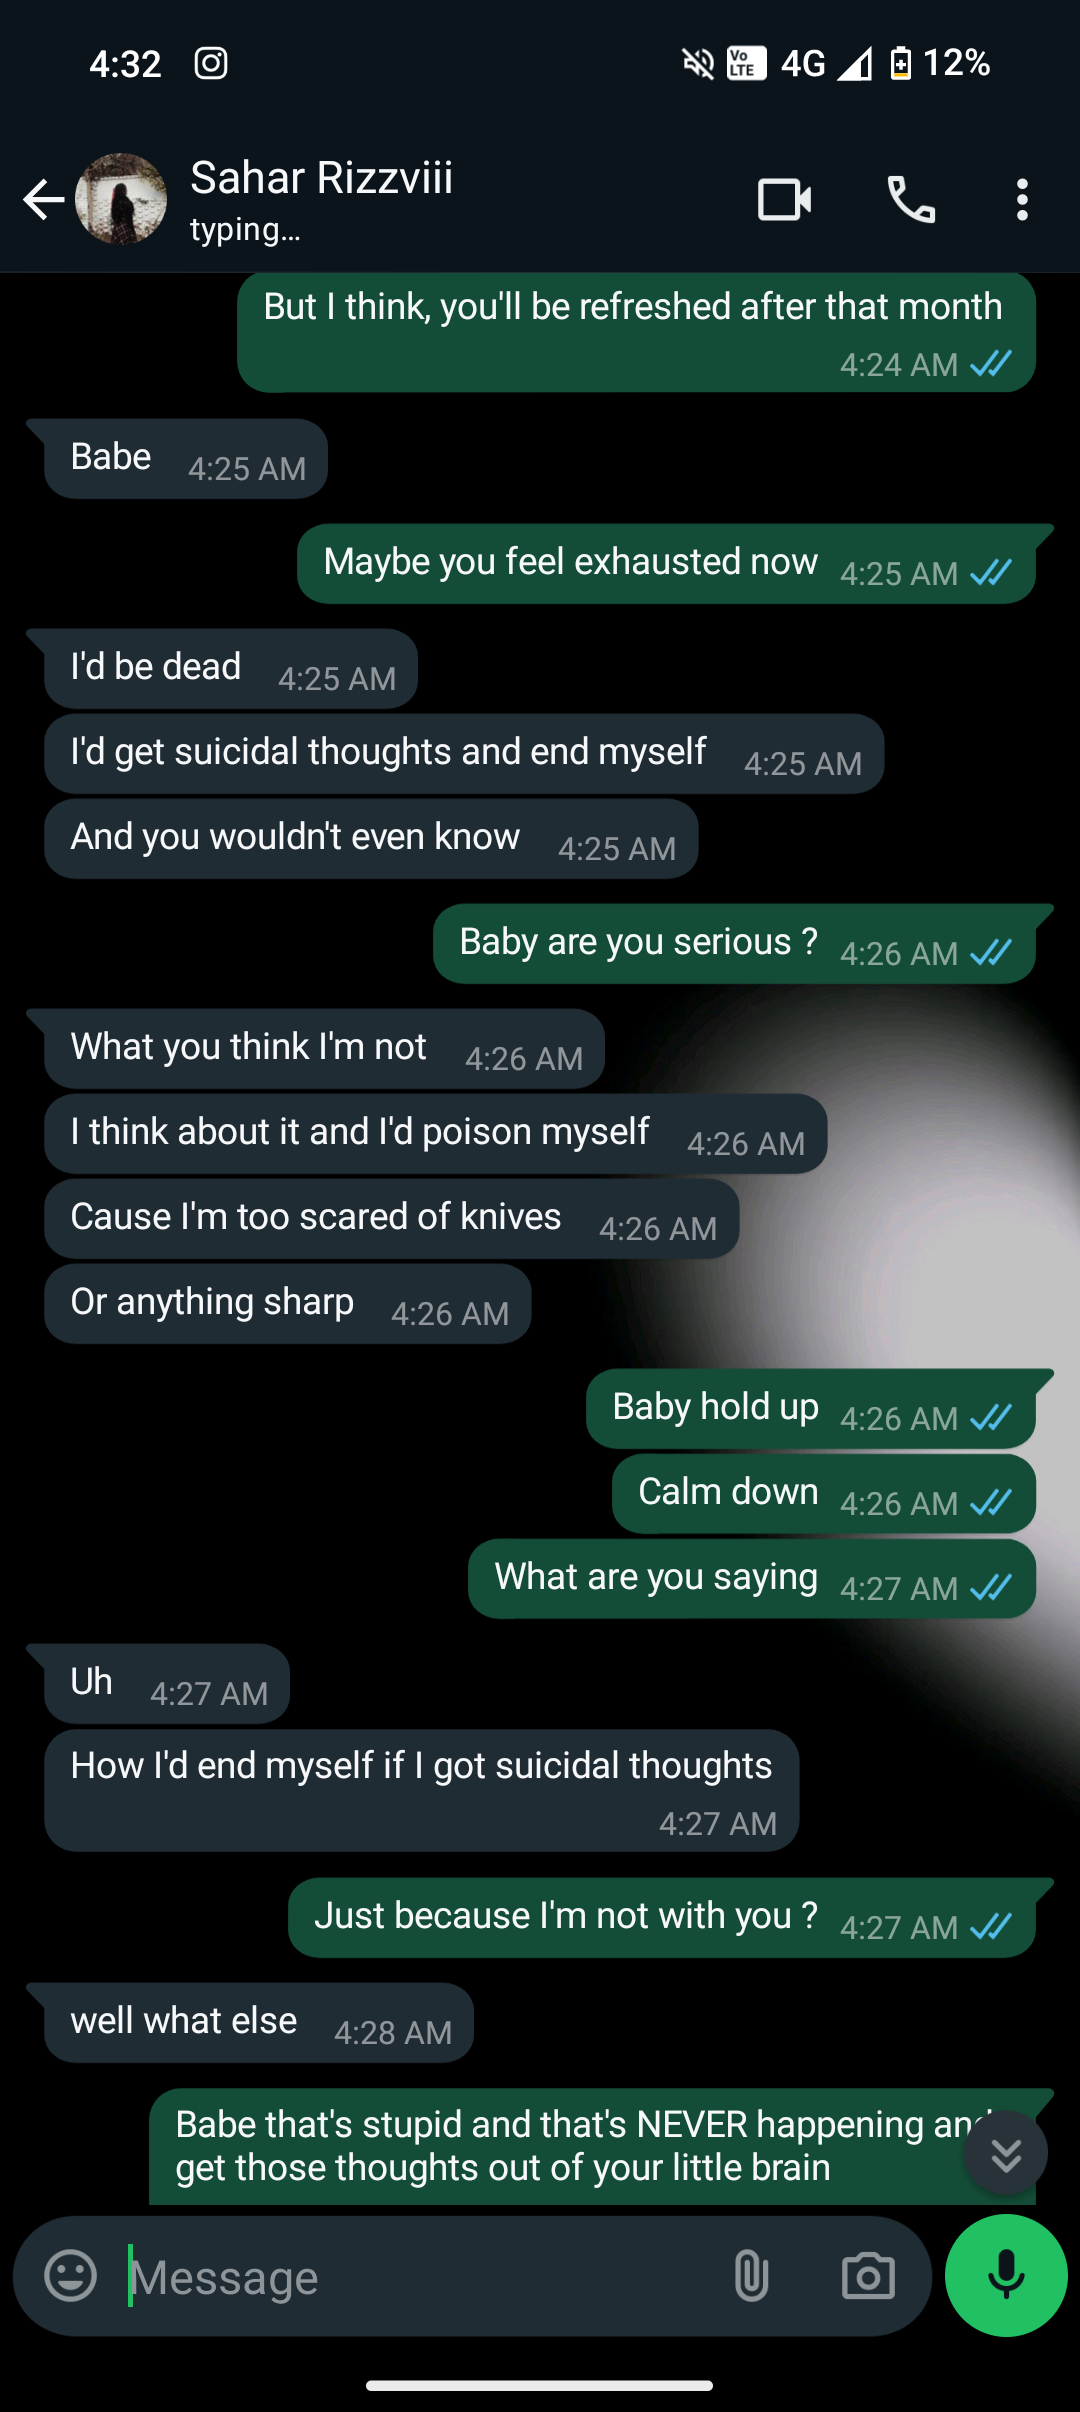 4:32
Vo
LTE
4G
12%
Sahar Rizzviii
typing...
But I think, you'll be refreshed after that month
4:24 AM
Babe 4:25 AM
Maybe you feel exhausted now 4:25 AM
I'd be dead 4:25 AM
I'd get suicidal thoughts and end myself 4:25 AM
And you wouldn't even know 4:25 AM
Baby are you serious ? 4:26 AM
What you think I'm not 4:26 AM
I think about it and I'd poison myself 4:26 AM
Cause I'm too scared of knives 4:26 AM
Or anything sharp 4:26 AM
Baby hold up 4:26 AM
Calm down 4:26 AM
What are you saying 4:27 AM
Uh 4:27 AM
How I'd end myself if I got suicidal thoughts
4:27 AM
Just because I'm not with you ? 4:27 AM
well what else 4:28 AM
Babe that's stupid and that's NEVER happening and
get those thoughts out of your little brain
Message